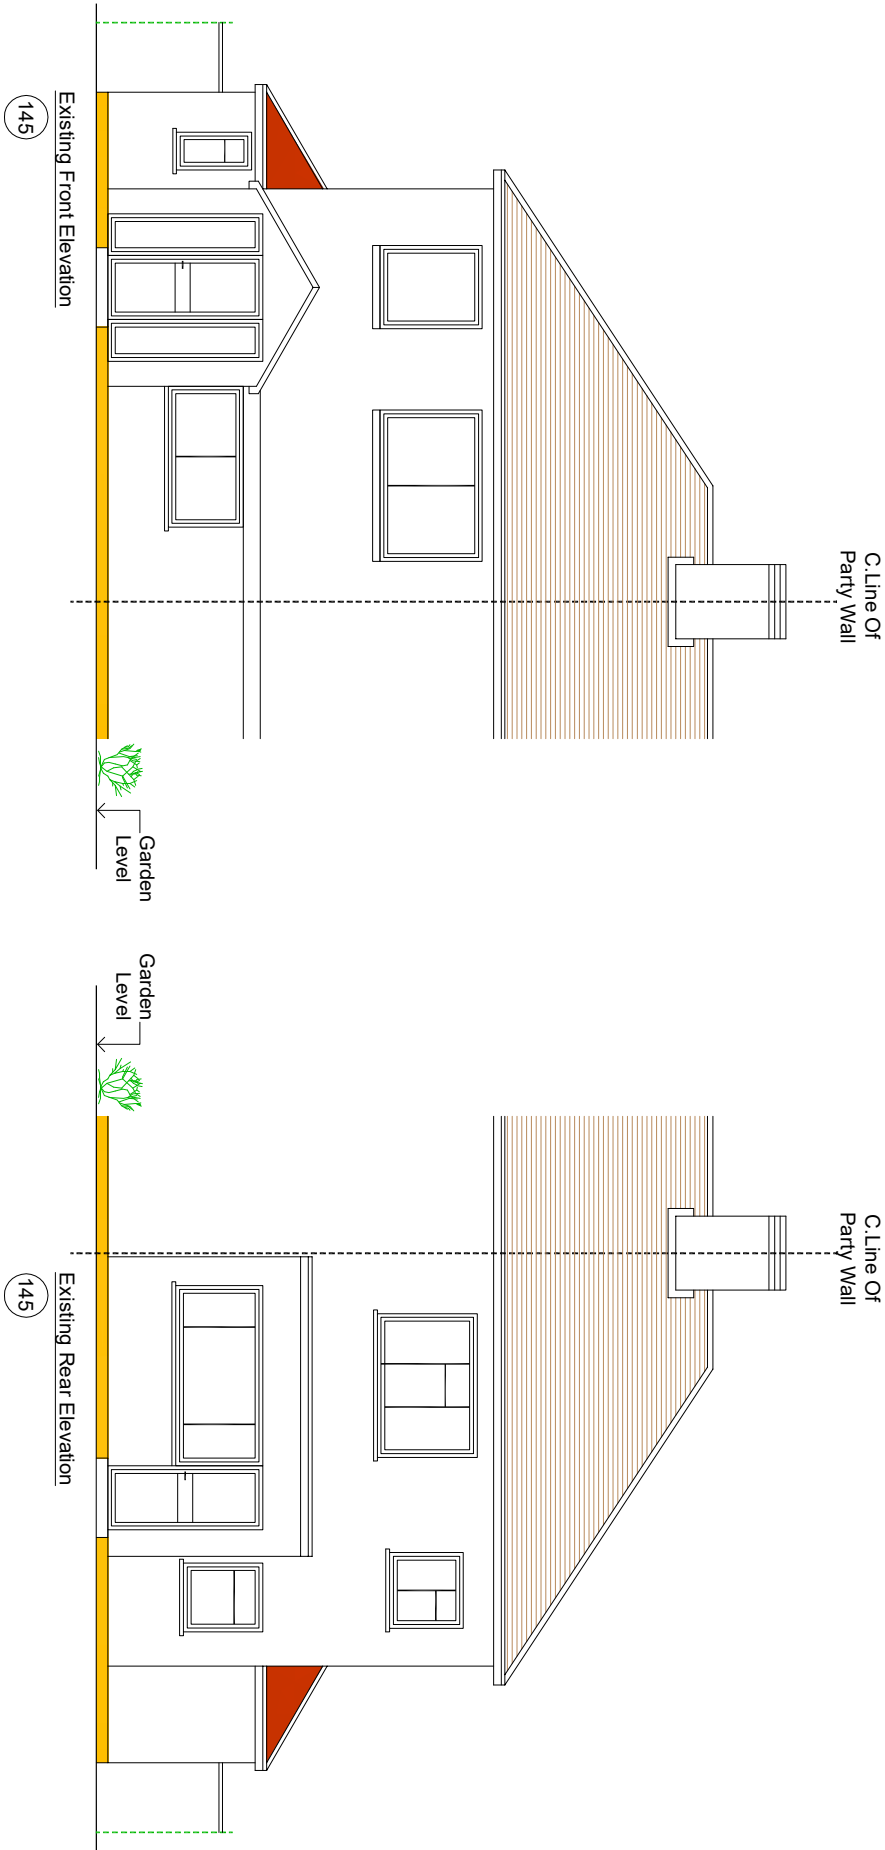 C.Line Of
Party Wall
Garden
Level
Existing Front Elevation
145
C.Line Of
Party Wall
Garden
Level
Existing Rear Elevation
145